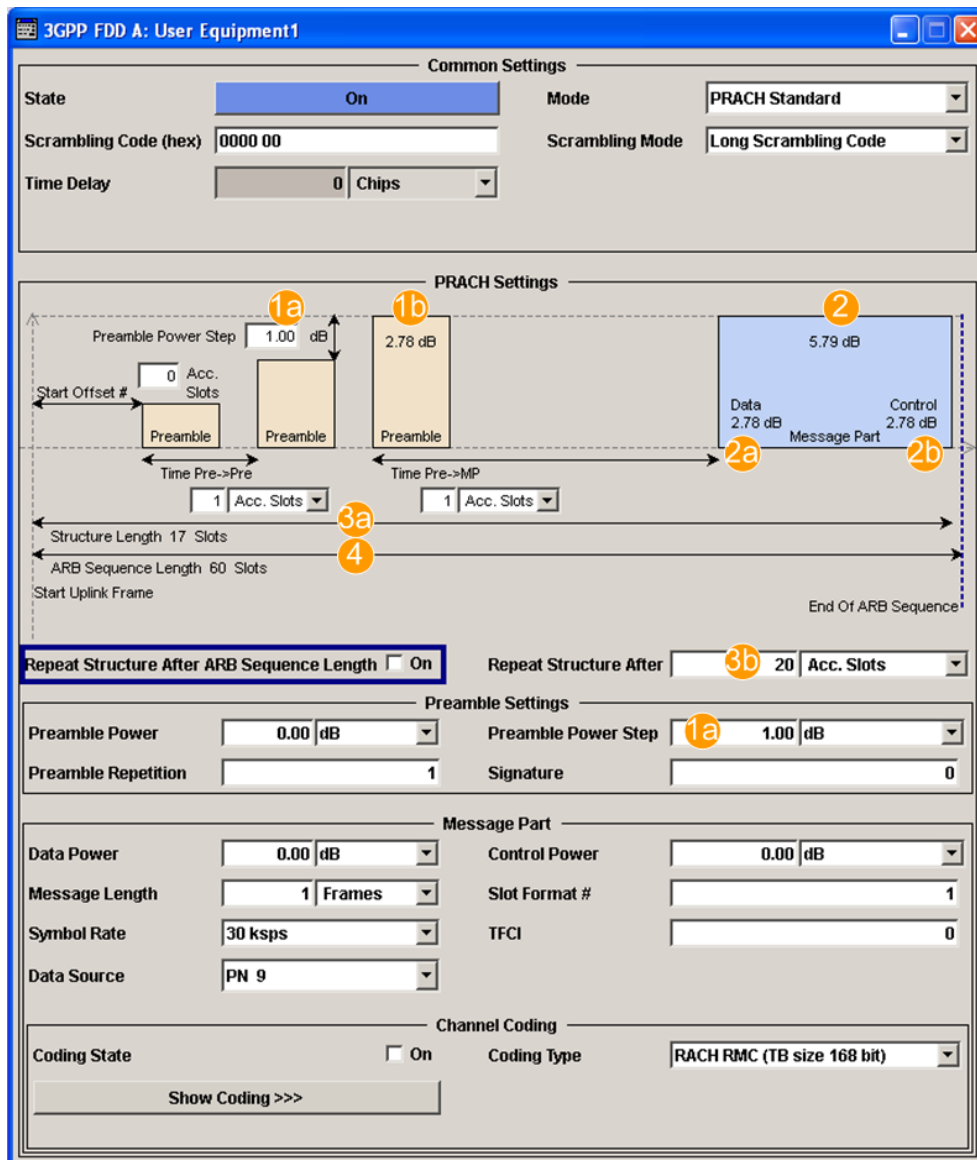 3GPP FDD A: User Equipment1
Common Settings
State On Mode PRACH Standard
Scrambling Code (hex) 0000 00 Scrambling Mode Long Scrambling Code
Time Delay 0 Chips
PRACH Settings
1a 1b 2
Preamble Power Step 1.00 dB 2.78 dB 5.79 dB
0 Acc.
Start Offset # Slots
Data Control
2.78 dB 2.78 dB
Preamble Preamble Preamble Message Part
2a 2b
Time Pre->Pre Time Pre->MP
1 Acc. Slots 1 Acc. Slots
3a
Structure Length 17 Slots
4
ARB Sequence Length 60 Slots
Start Uplink Frame
End Of ARB Sequence
Repeat Structure After ARB Sequence Length On Repeat Structure After 3b 20 Acc. Slots
Preamble Settings
Preamble Power 0.00 dB Preamble Power Step 1a 1.00 dB
Preamble Repetition 1 Signature 0
Message Part
Data Power 0.00 dB Control Power 0.00 dB
Message Length 1 Frames Slot Format # 1
Symbol Rate 30 ksps TFCI 0
Data Source PN 9
Channel Coding
Coding State On Coding Type RACH RMC (TB size 168 bit)
Show Coding >>>